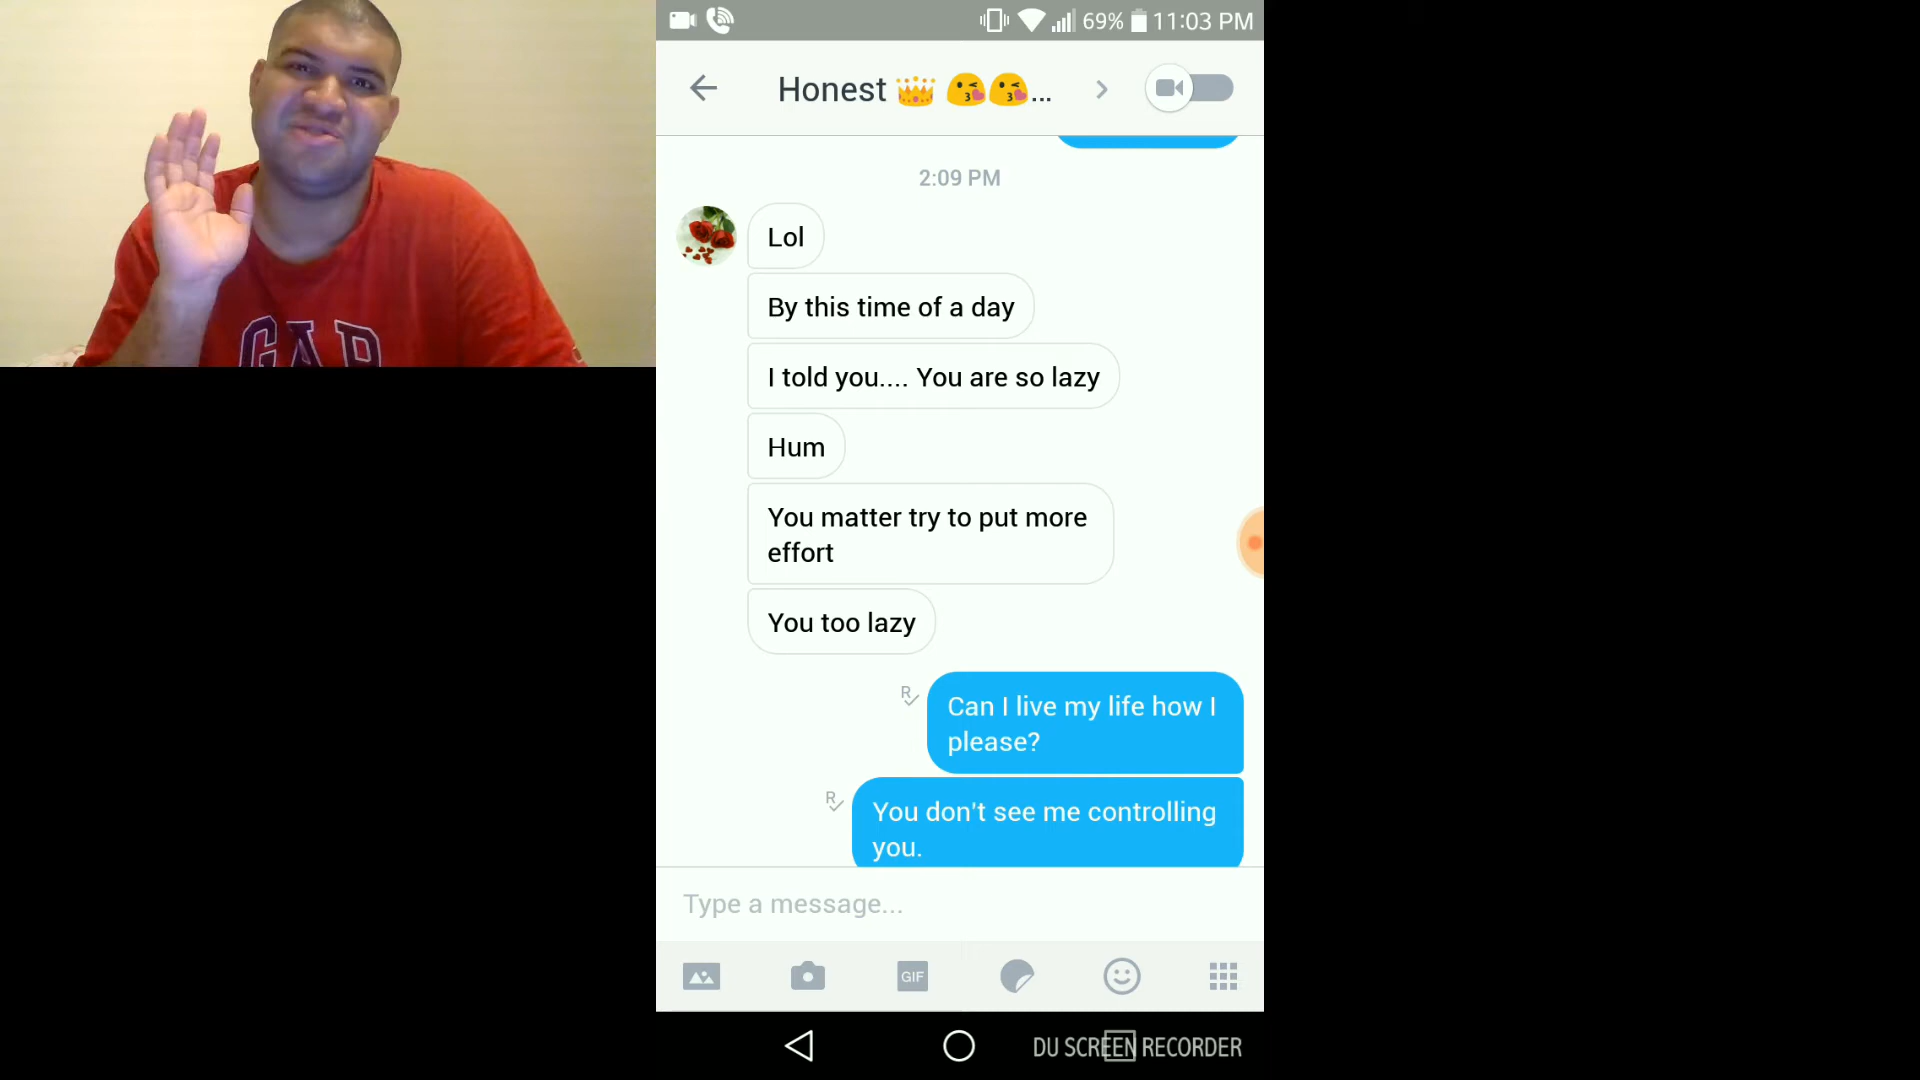 GAP
69% 11:03 PM
Honest 👑 😘😘...
2:09 PM
Lol
By this time of a day
I told you.... You are so lazy
Hum
You matter try to put more
effort
You too lazy
R
Can I live my life how I
please?
R
You don't see me controlling
you.
Type a message...
GIF
DU SCREEN RECORDER